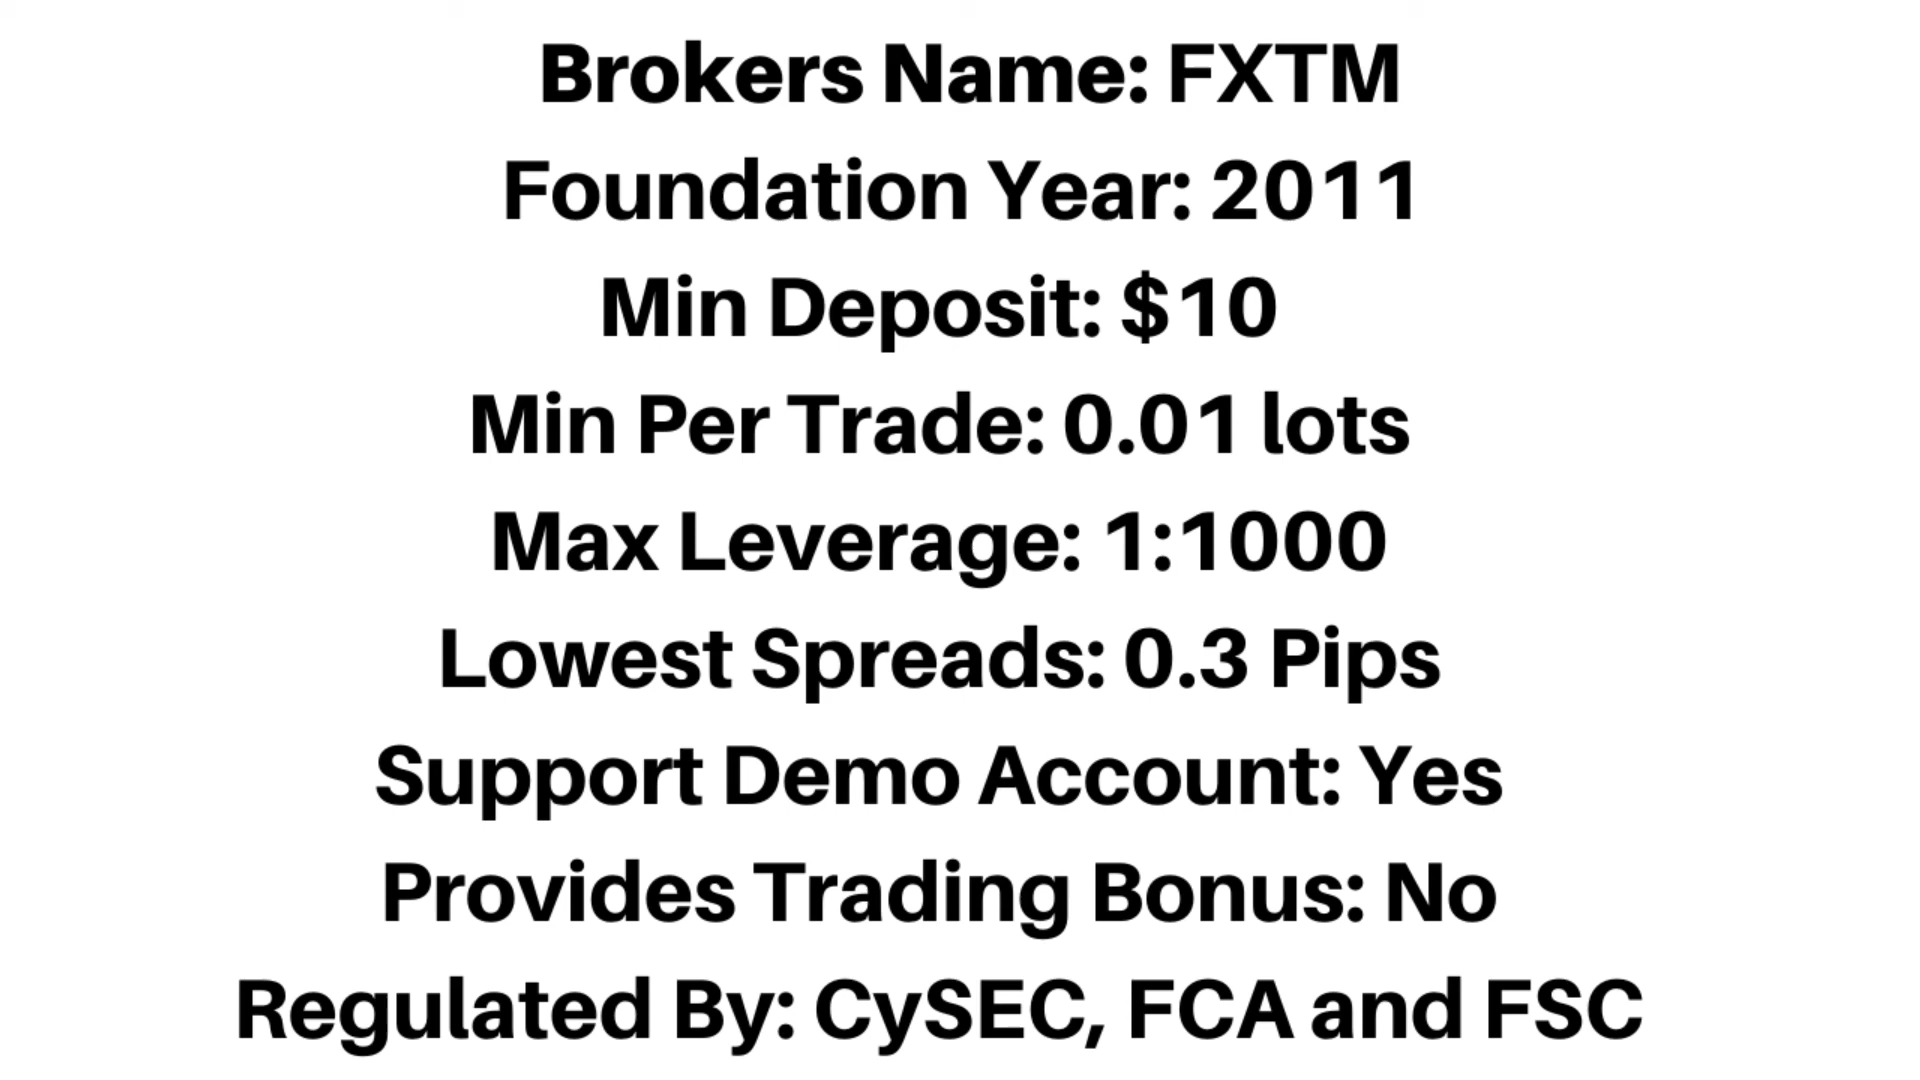 Brokers Name: FXTM
Foundation Year: 2011
Min Deposit: $10
Min Per Trade: 0.01 lots
Max Leverage: 1:1000
Lowest Spreads: 0.3 Pips
Support Demo Account: Yes
Provides Trading Bonus: No
Regulated By: CySEC, FCA and FSC